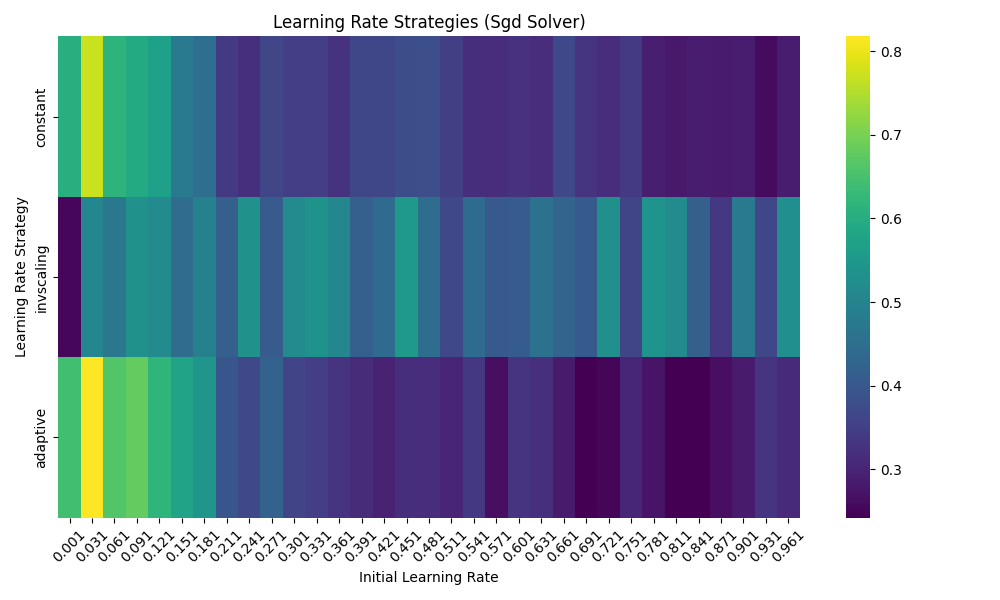 Learning Rate Strategies (Sgd Solver)
Learning Rate Strategy
constant
invscaling
adaptive
0.001 0.031 0.061 0.091 0.121 0.151 0.181 0.211 0.241 0.271 0.301 0.331 0.361 0.391 0.421 0.451 0.481 0.511 0.541 0.571 0.601 0.631 0.661 0.691 0.721 0.751 0.781 0.811 0.841 0.871 0.901 0.931 0.961
Initial Learning Rate
0.8
0.7
0.6
0.5
0.4
0.3